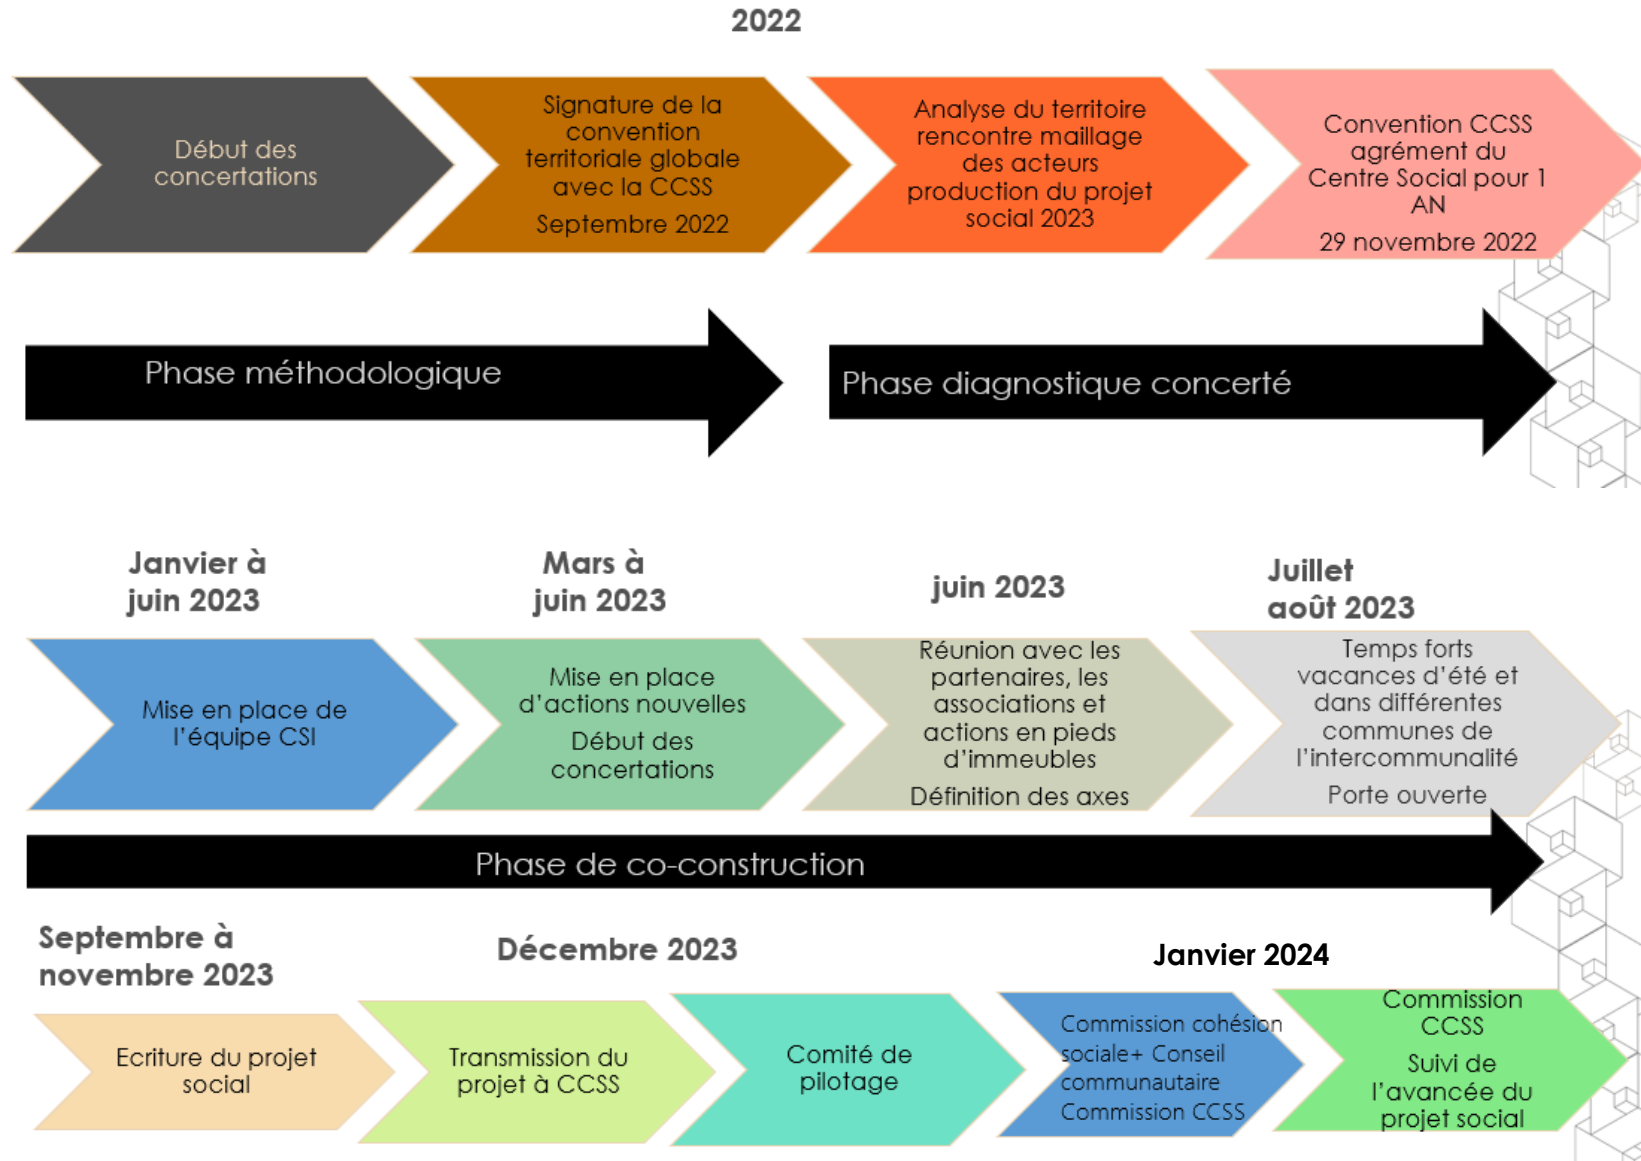 2022
Début des
concertations
Signature de la
convention
territoriale globale
avec la CCSS
Septembre 2022
Analyse du territoire
rencontre maillage
des acteurs
production du projet
social 2023
Convention CCSS
agrément du
Centre Social pour 1
AN
29 novembre 2022
Phase méthodologique
Phase diagnostique concerté
Janvier à
juin 2023
Mars à
juin 2023
juin 2023
Juillet
août 2023
Mise en place de
l'équipe CSI
Mise en place
d'actions nouvelles
Début des
concertations
Réunion avec les
partenaires, les
associations et
actions en pieds
d'immeubles
Définition des axes
Temps forts
vacances d'été et
dans différentes
communes de
l'intercommunalité
Porte ouverte
Phase de co-construction
Septembre à
novembre 2023
Décembre 2023
Janvier 2024
Ecriture du projet
social
Transmission du
projet à CCSS
Comité de
pilotage
Commission cohésion
sociale+ Conseil
communautaire
Commission CCSS
Commission
CCSS
Suivi de
l'avancée du
projet social